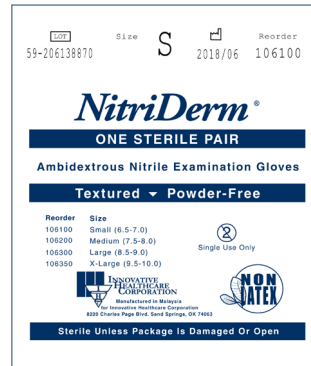 LOT Size S 2018/06 Reorder
59-206138870 106100
NitriDerm®
ONE STERILE PAIR
Ambidextrous Nitrile Examination Gloves
Textured Powder-Free
Reorder Size
106100 Small (6.5-7.0)
106200 Medium (7.5-8.0)
106300 Large (8.5-9.0)
106350 X-Large (9.5-10.0)
2
Single Use Only
INNOVATIVE
HEALTHCARE
CORPORATION
Manufactured in Malaysia
for Innovative Healthcare Corporation
8220 Charles Page Blvd. Sand Springs, OK 74063
NON
LATEX
Sterile Unless Package Is Damaged Or Open